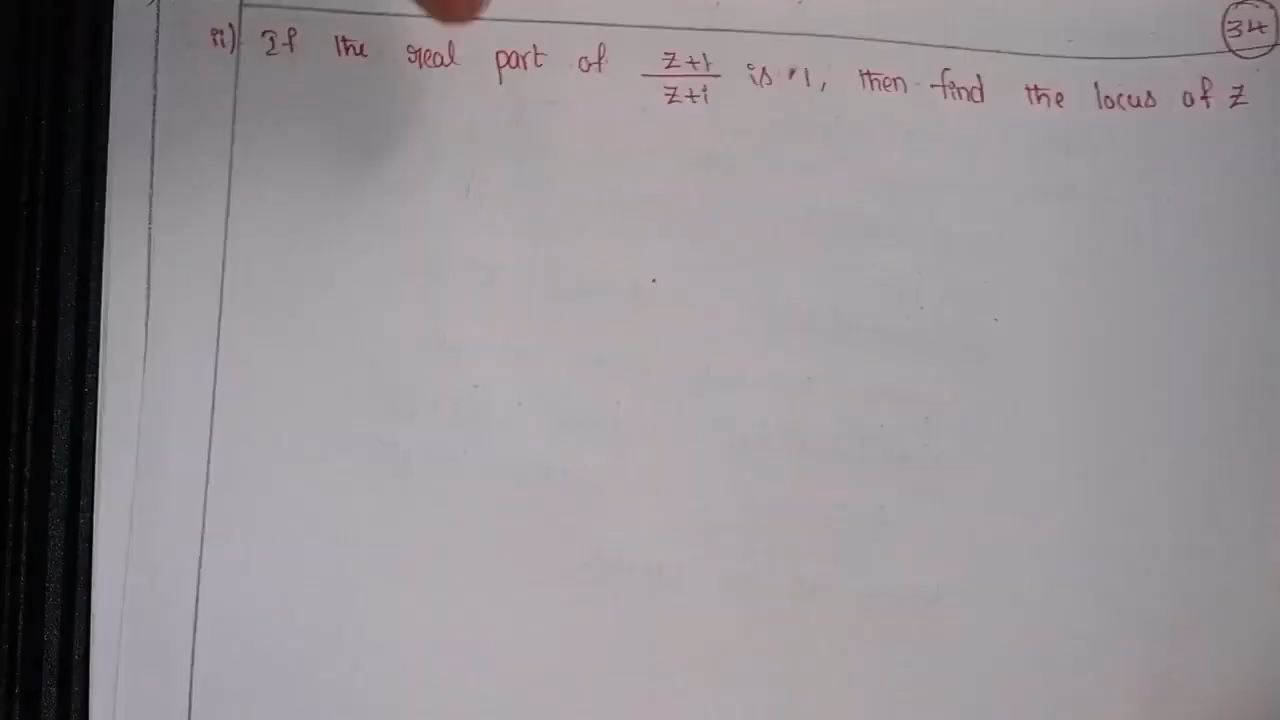 34
ii) If the real part of z+1/z+i is 1, then find the locus of z